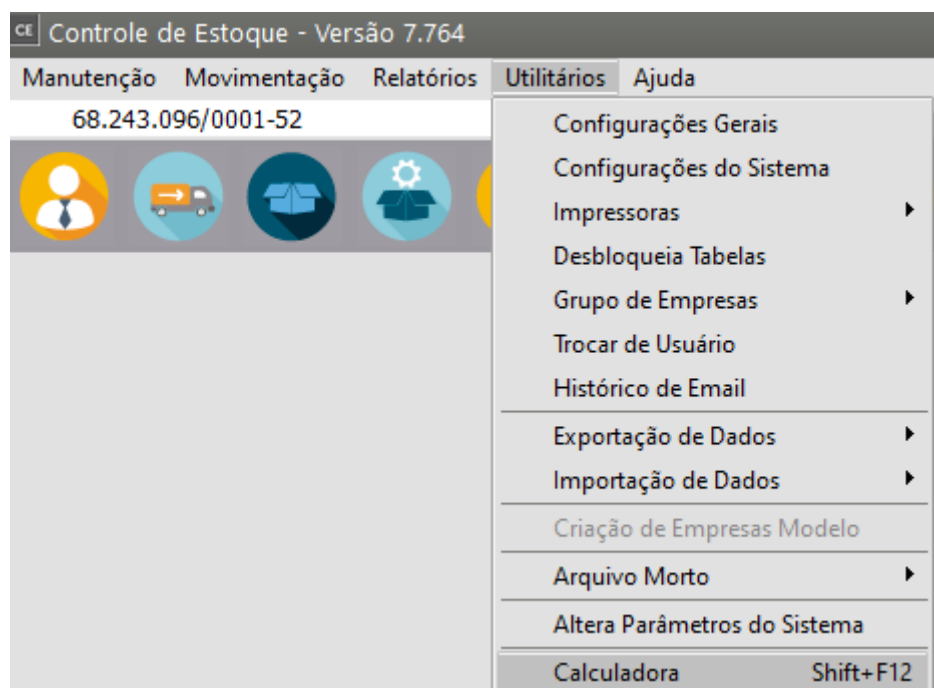 CE Controle de Estoque - Versão 7.764
Manutenção Movimentação Relatórios Utilitários Ajuda
68.243.096/0001-52
Configurações Gerais
Configurações do Sistema
Impressoras
Desbloqueia Tabelas
Grupo de Empresas
Trocar de Usuário
Histórico de Email
Exportação de Dados
Importação de Dados
Criação de Empresas Modelo
Arquivo Morto
Altera Parâmetros do Sistema
Calculadora Shift+F12